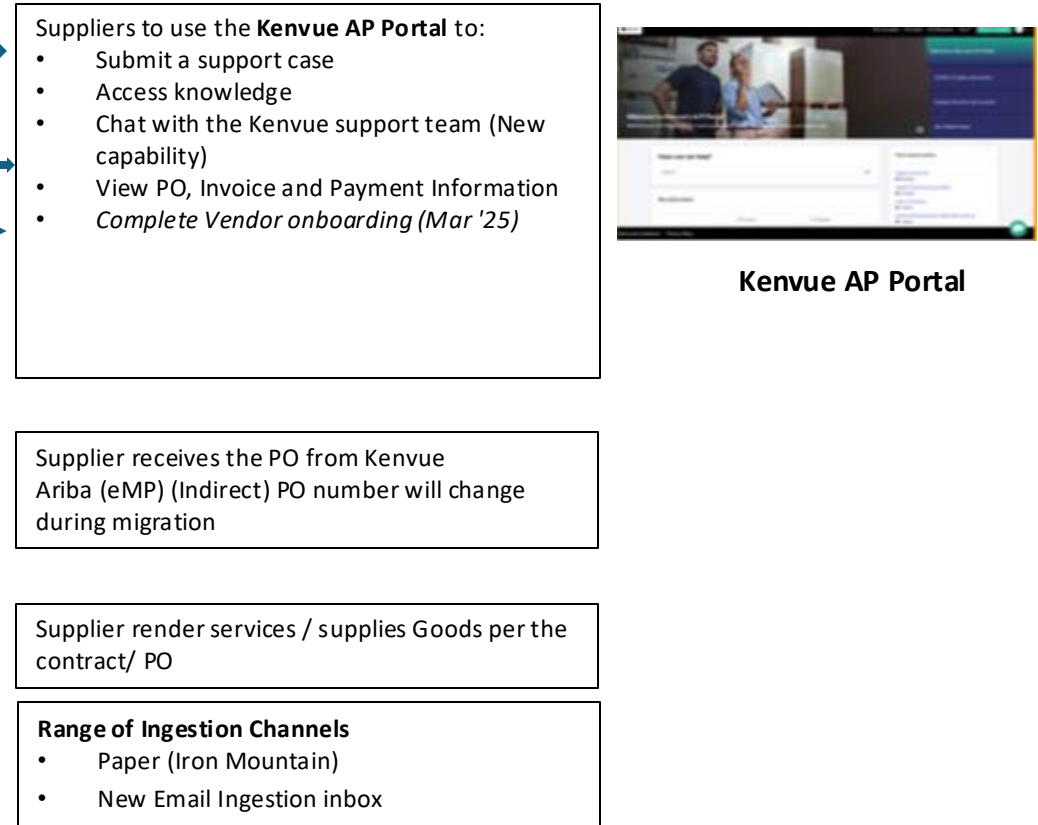 Suppliers to use the Kenvue AP Portal to:
• Submit a support case
• Access knowledge
• Chat with the Kenvue support team (New
capability)
• View PO, Invoice and Payment Information
• Complete Vendor onboarding (Mar '25)
Kenvue AP Portal
Supplier receives the PO from Kenvue
Ariba (eMP) (Indirect) PO number will change
during migration
Supplier render services / supplies Goods per the
contract/ PO
Range of Ingestion Channels
• Paper (Iron Mountain)
• New Email Ingestion inbox